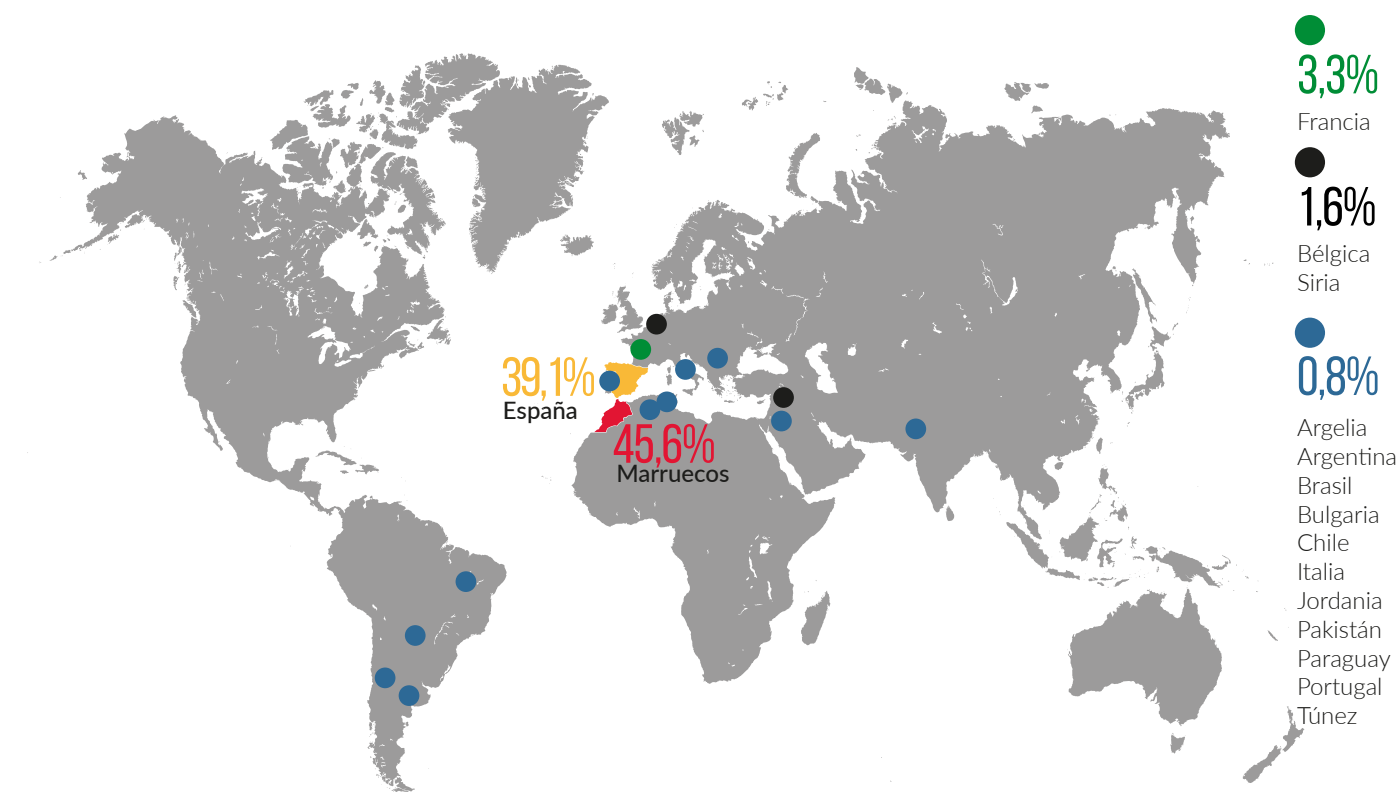 39,1%
España
45,6%
Marruecos
3,3%
Francia
1,6%
Bélgica
Siria
0,8%
Argelia
Argentina
Brasil
Bulgaria
Chile
Italia
Jordania
Pakistán
Paraguay
Portugal
Túnez